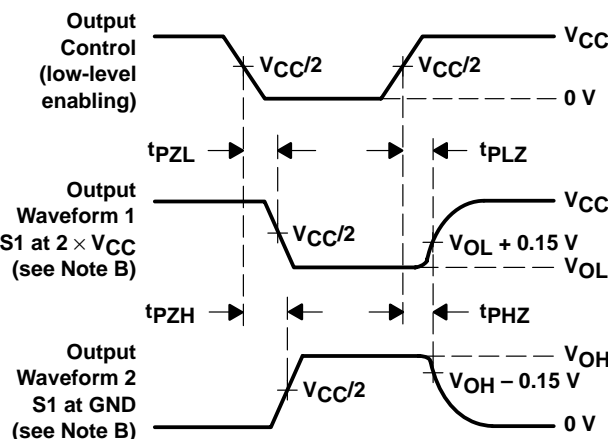 Output
Control
(low-level
enabling)
VCC/2
VCC/2
VCC
0 V
tPZL
tPLZ
Output
Waveform 1
S1 at 2 × VCC
(see Note B)
VCC/2
VCC
VOL + 0.15 V
VOL
tPZH
tPHZ
Output
Waveform 2
S1 at GND
(see Note B)
VCC/2
VOH
VOH – 0.15 V
0 V